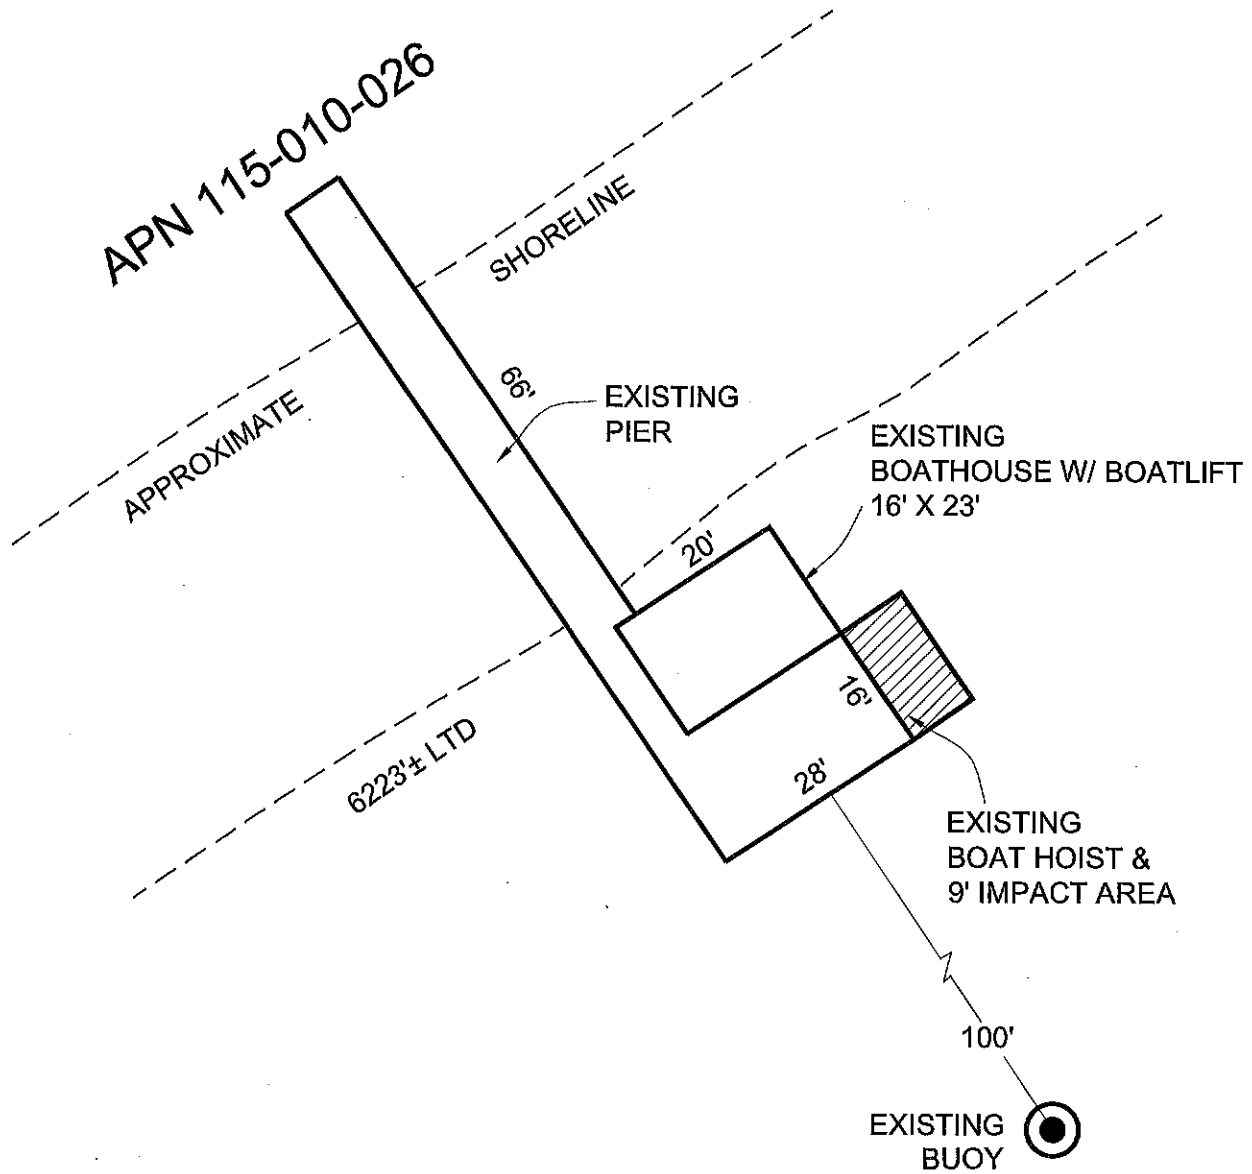 APN 115-010-026
SHORELINE
APPROXIMATE
66'
EXISTING
PIER
EXISTING
BOATHOUSE W/ BOATLIFT
16' X 23'
20'
16'
28'
6223'± LTD
EXISTING
BOAT HOIST &
9' IMPACT AREA
100'
EXISTING
BUOY